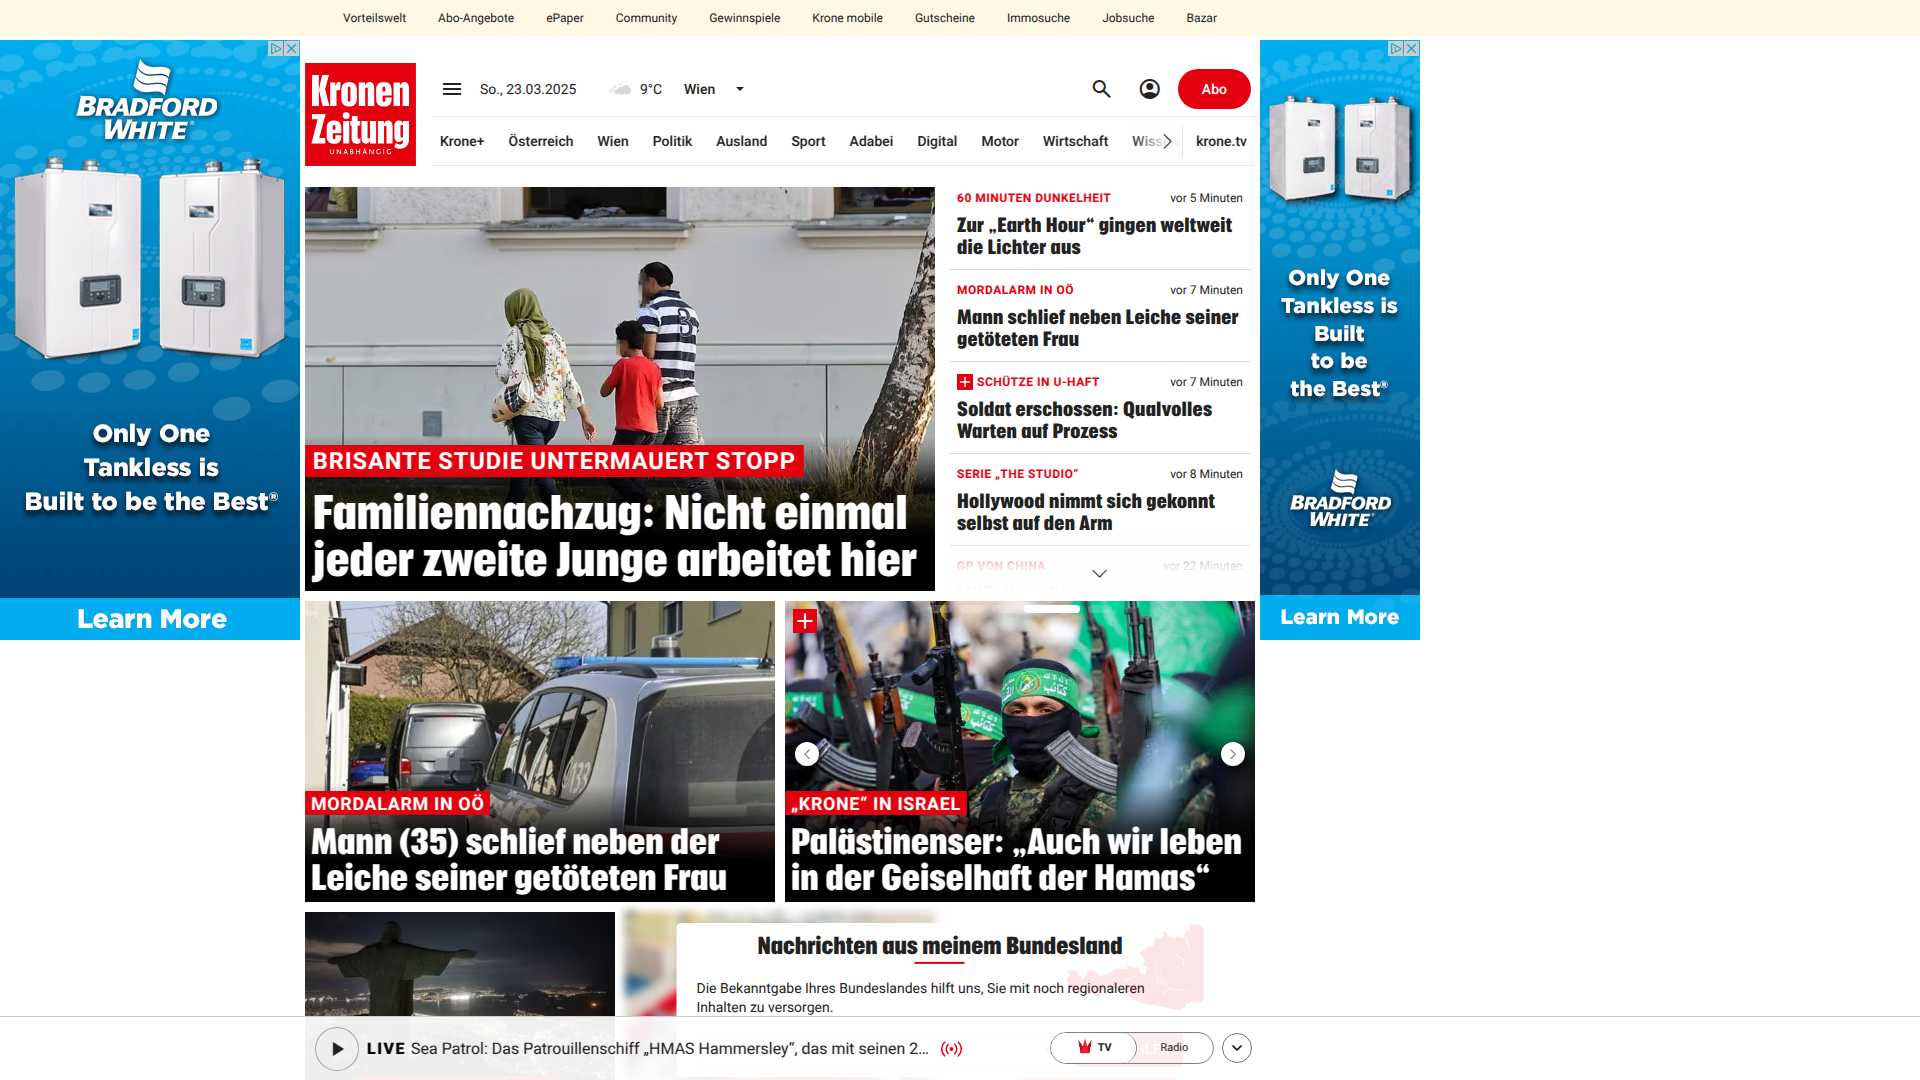 Vorteilswelt Abo-Angebote ePaper Community Gewinnspiele Krone mobile Gutscheine Immosuche Jobsuche Bazar
BRADFORD
WHITE
Only One
Tankless is
Built to be the Best®
Learn More
Kronen
Zeitung
UNABHÄNGIG
So., 23.03.2025 9°C Wien
Abo
Krone+ Österreich Wien Politik Ausland Sport Adabei Digital Motor Wirtschaft Wiss krone.tv
BRISANTE STUDIE UNTERMAUERT STOPP
Familiennachzug: Nicht einmal
jeder zweite Junge arbeitet hier
60 MINUTEN DUNKELHEIT vor 5 Minuten
Zur „Earth Hour“ gingen weltweit
die Lichter aus
MORDALARM IN OÖ vor 7 Minuten
Mann schlief neben Leiche seiner
getöteten Frau
SCHÜTZE IN U-HAFT vor 7 Minuten
Soldat erschossen: Qualvolles
Warten auf Prozess
SERIE „THE STUDIO“ vor 8 Minuten
Hollywood nimmt sich gekonnt
selbst auf den Arm
GP VON CHINA vor 22 Minuten
MORDALARM IN OÖ
Mann (35) schlief neben der
Leiche seiner getöteten Frau
„KRONE“ IN ISRAEL
Palästinenser: „Auch wir leben
in der Geiselhaft der Hamas“
Nachrichten aus meinem Bundesland
Die Bekanntgabe Ihres Bundeslandes hilft uns, Sie mit noch regionaleren
Inhalten zu versorgen.
LIVE Sea Patrol: Das Patrouillenschiff „HMAS Hammersley“, das mit seinen 2...
TV Radio
Only One
Tankless is
Built
to be
the Best®
BRADFORD
WHITE
Learn More